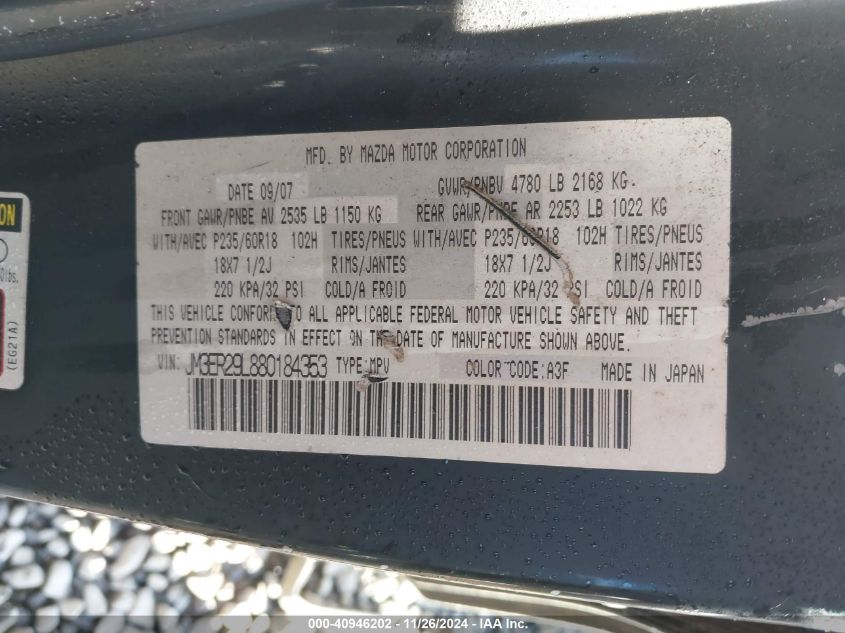 MFD. BY MAZDA MOTOR CORPORATION
DATE 09/07 GVWR/PNBV 4780 LB 2168 KG
FRONT GAWR/PNBE AV 2535 LB 1150 KG REAR GAWR/PNBE AR 2253 LB 1022 KG
WITH/AVEC P235/60R18 102H TIRES/PNEUS WITH/AVEC P235/60R18 102H TIRES/PNEUS
18X7 1/2J RIMS/JANTES 18X7 1/2J RIMS/JANTES
220 KPA/32 PSI COLD/A FROID 220 KPA/32 PSI COLD/A FROID
THIS VEHICLE CONFORMS TO ALL APPLICABLE FEDERAL MOTOR VEHICLE SAFETY AND THEFT
PREVENTION STANDARDS IN EFFECT ON THE DATE OF MANUFACTURE SHOWN ABOVE.
VIN: JM3ER29L880184353 TYPE:MPV COLOR CODE:A3F MADE IN JAPAN
(EG21A)
000-40946202 - 11/26/2024 - IAA Inc.